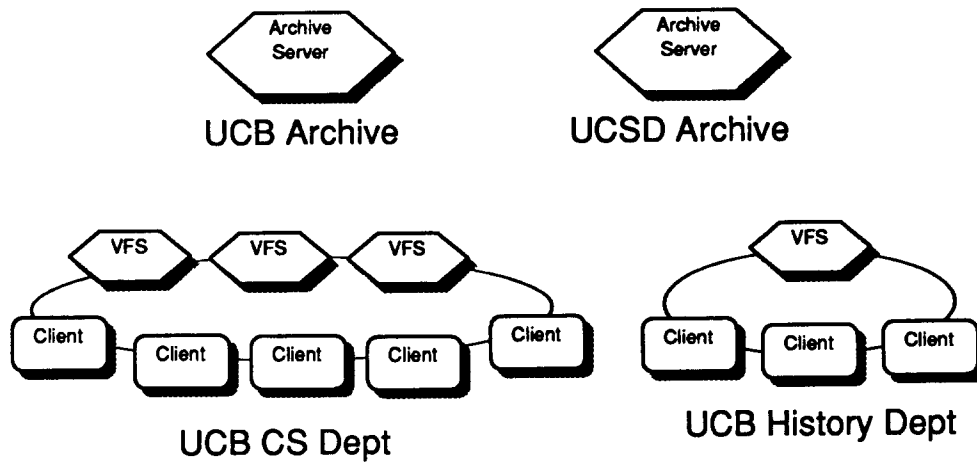 Archive
Server
Archive
Server
UCB Archive
UCSD Archive
VFS
VFS
VFS
VFS
Client
Client
Client
Client
Client
Client
Client
Client
UCB CS Dept
UCB History Dept